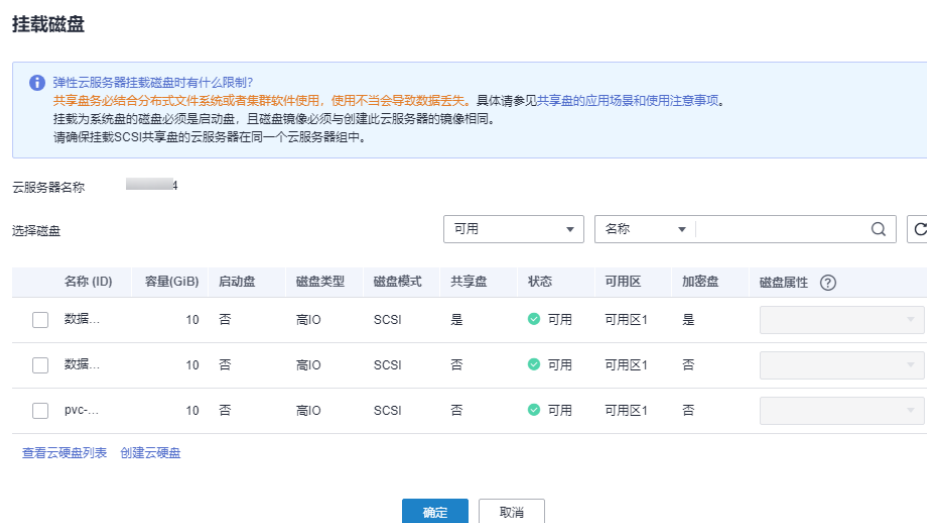 挂载磁盘
弹性云服务器挂载磁盘时有什么限制?
共享盘务必结合分布式文件系统或者集群软件使用，使用不当会导致数据丢失。具体请参见共享盘的应用场景和使用注意事项。
挂载为系统盘的磁盘必须是启动盘，且磁盘镜像必须与创建此云服务器的镜像相同。
请确保挂载SCSI共享盘的云服务器在同一个云服务器组中。
云服务器名称 4
选择磁盘 可用 名称
名称 (ID) 容量(GiB) 启动盘 磁盘类型 磁盘模式 共享盘 状态 可用区 加密盘 磁盘属性 ?
数据... 10 否 高IO SCSI 是 可用 可用区1 是
数据... 10 否 高IO SCSI 否 可用 可用区1 否
pvc-... 10 否 高IO SCSI 否 可用 可用区1 否
查看云硬盘列表 创建云硬盘
确定 取消